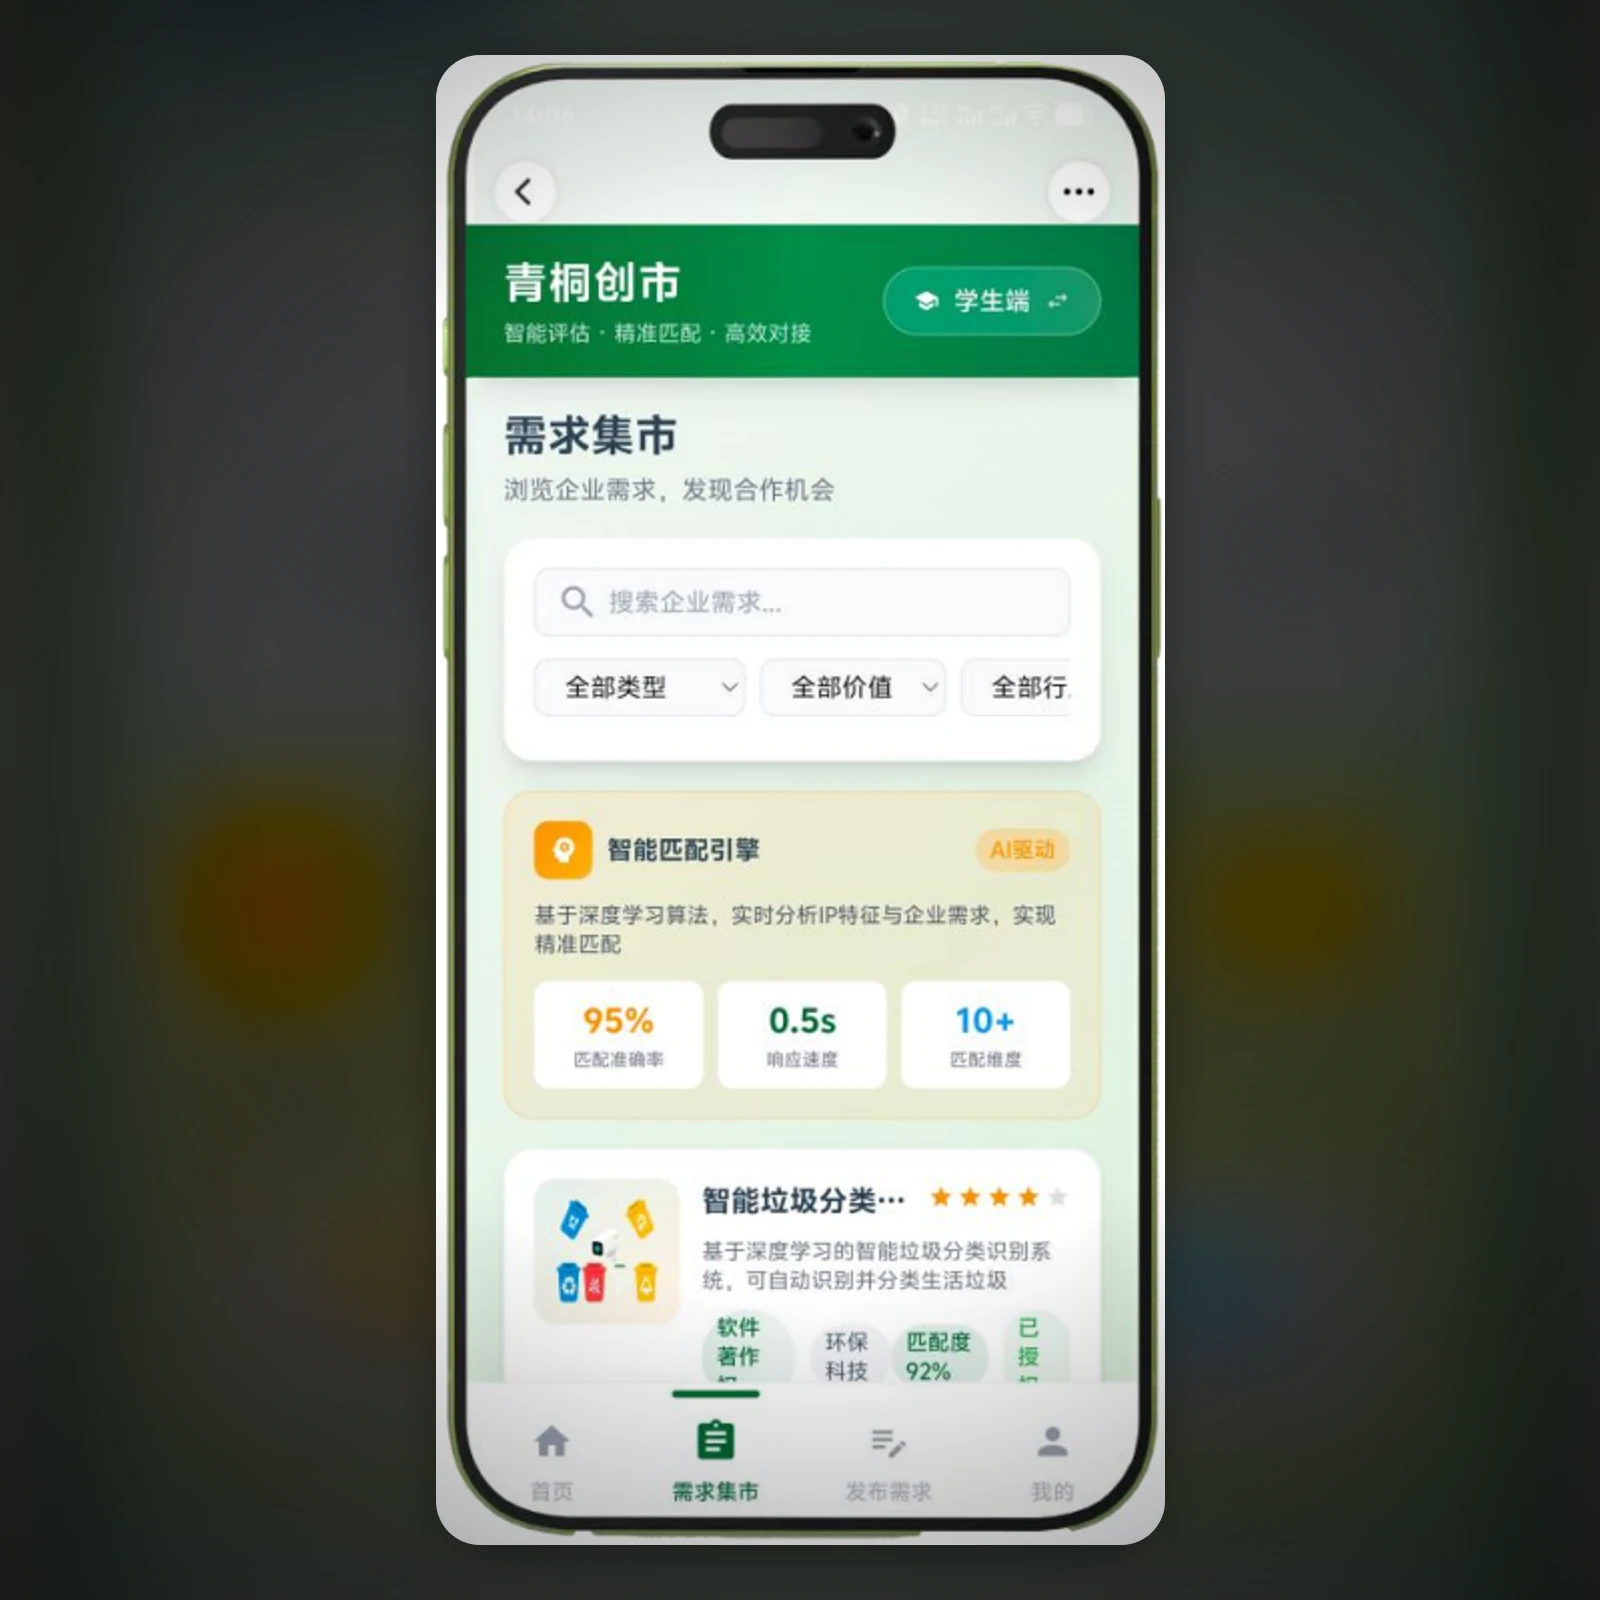 青桐创市
智能评估 · 精准匹配 · 高效对接
学生端
需求集市
浏览企业需求，发现合作机会
搜索企业需求...
全部类型
全部价值
全部行
智能匹配引擎
AI驱动
基于深度学习算法，实时分析IP特征与企业需求，实现
精准匹配
95%
0.5s
10+
匹配准确率
响应速度
匹配维度
智能垃圾分类···
基于深度学习的智能垃圾分类识别系
统，可自动识别并分类生活垃圾
软件
著作
环保
科技
匹配度
92%
已
授
首页
需求集市
发布需求
我的